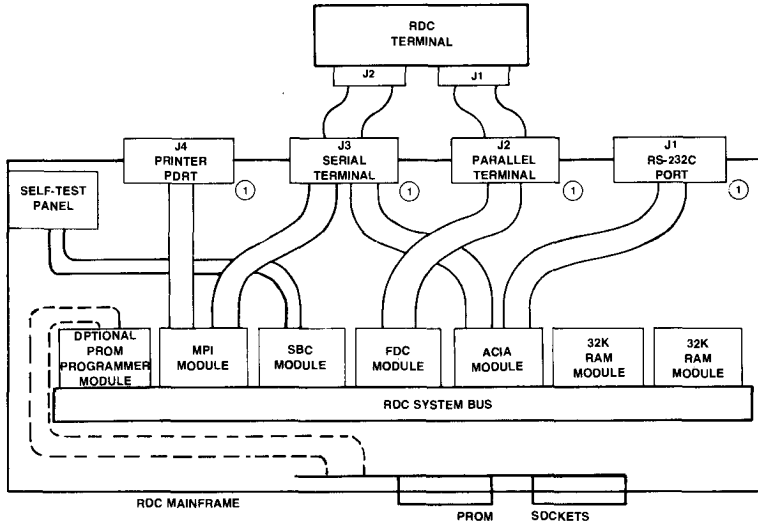 RDC
TERMINAL
J2
J1
J4
PRINTER
PDRT
1
J3
SERIAL
TERMINAL
1
J2
PARALLEL
TERMINAL
1
J1
RS-232C
PORT
1
SELF-TEST
PANEL
DPTIONAL
PROM
PROGRAMMER
MODULE
MPI
MODULE
SBC
MODULE
FDC
MODULE
ACIA
MODULE
32K
RAM
MODULE
32K
RAM
MODULE
RDC SYSTEM BUS
RDC MAINFRAME
PROM
SDCKETS